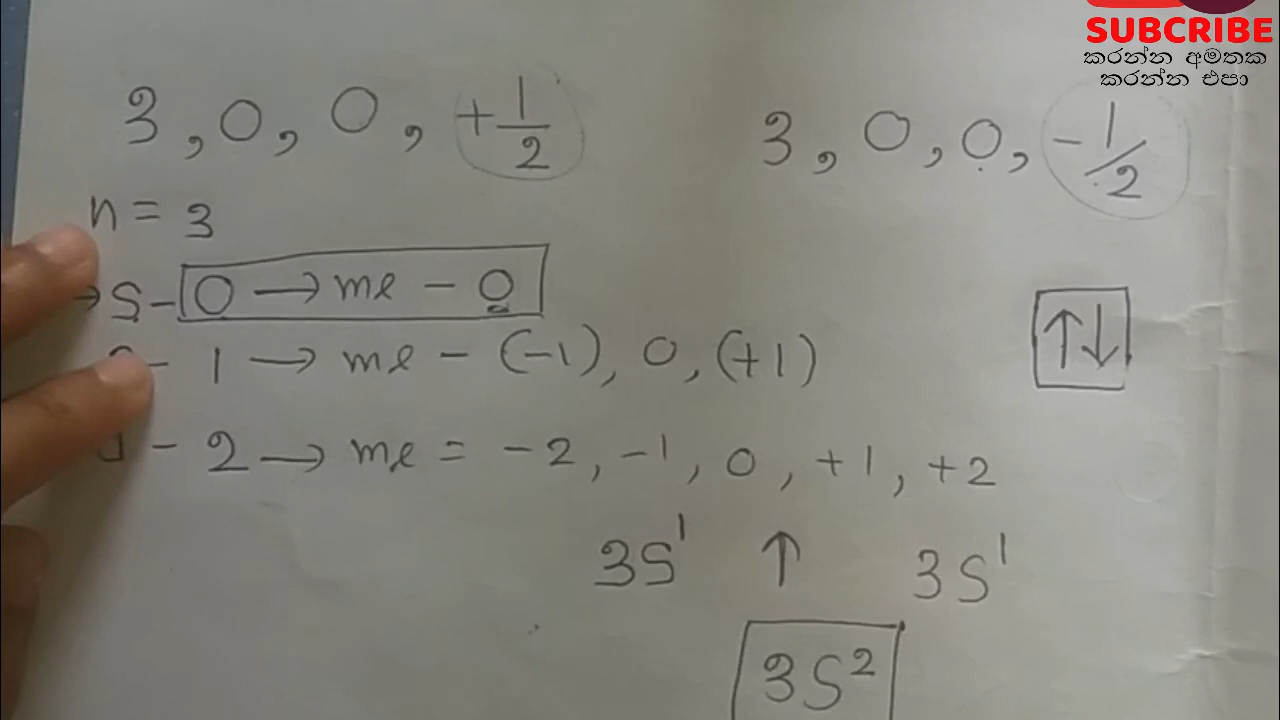 SUBCRIBE
කරන්න අමතක
කරන්න එපා
3, 0, 0, +1/2
3, 0, 0, -1/2
n = 3
→ S - 0 → ml - 0
- 1 → ml - (-1), 0, (+1)
↑↓
- 2 → ml = -2, -1, 0, +1, +2
3S¹ ↑ 3S¹
3S²